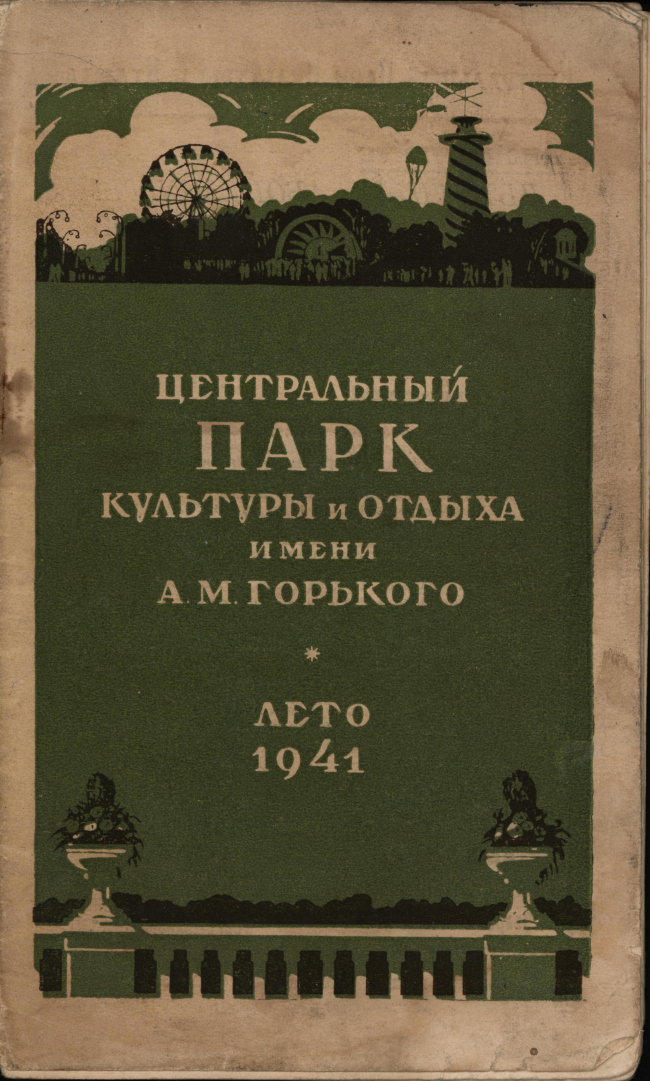 ЦЕНТРАЛЬНЫЙ
ПАРК
КУЛЬТУРЫ и ОТДЫХА
ИМЕНИ
А. М. ГОРЬКОГО
*
ЛЕТО
1941